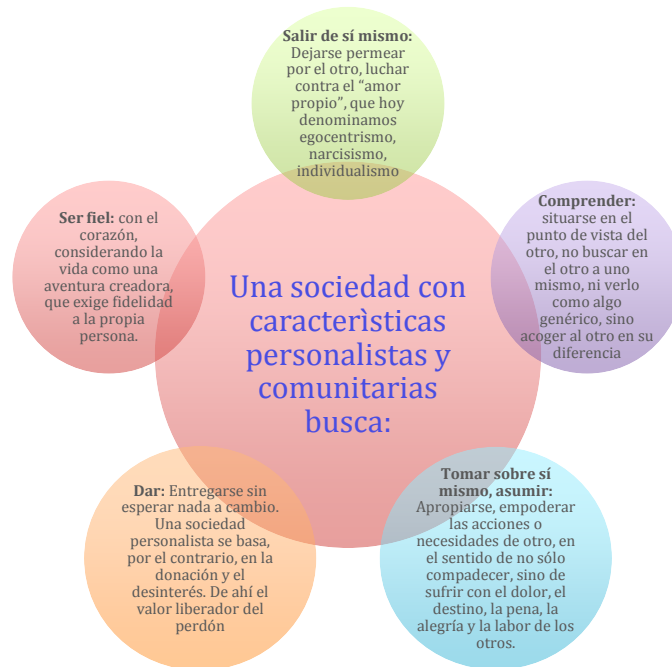 Salir de sí mismo:
Dejarse permear
por el otro, luchar
contra el “amor
propio”, que hoy
denominamos
egocentrismo,
narcisismo,
individualismo
Comprender:
situarse en el
punto de vista del
otro, no buscar en
el otro a uno
mismo, ni verlo
como algo
genérico, sino
acoger al otro en su
diferencia
Tomar sobre sí
mismo, asumir:
Apropiarse, empoderar
las acciones o
necesidades de otro, en
el sentido de no sólo
compadecer, sino de
sufrir con el dolor, el
destino, la pena, la
alegría y la labor de los
otros.
Dar: Entregarse sin
esperar nada a cambio.
Una sociedad
personalista se basa,
por el contrario, en la
donación y el
desinterés. De ahí el
valor liberador del
perdón
Ser fiel: con el
corazón,
considerando la
vida como una
aventura creadora,
que exige fidelidad
a la propia
persona.
Una sociedad con
caracterìsticas
personalistas y
comunitarias
busca: